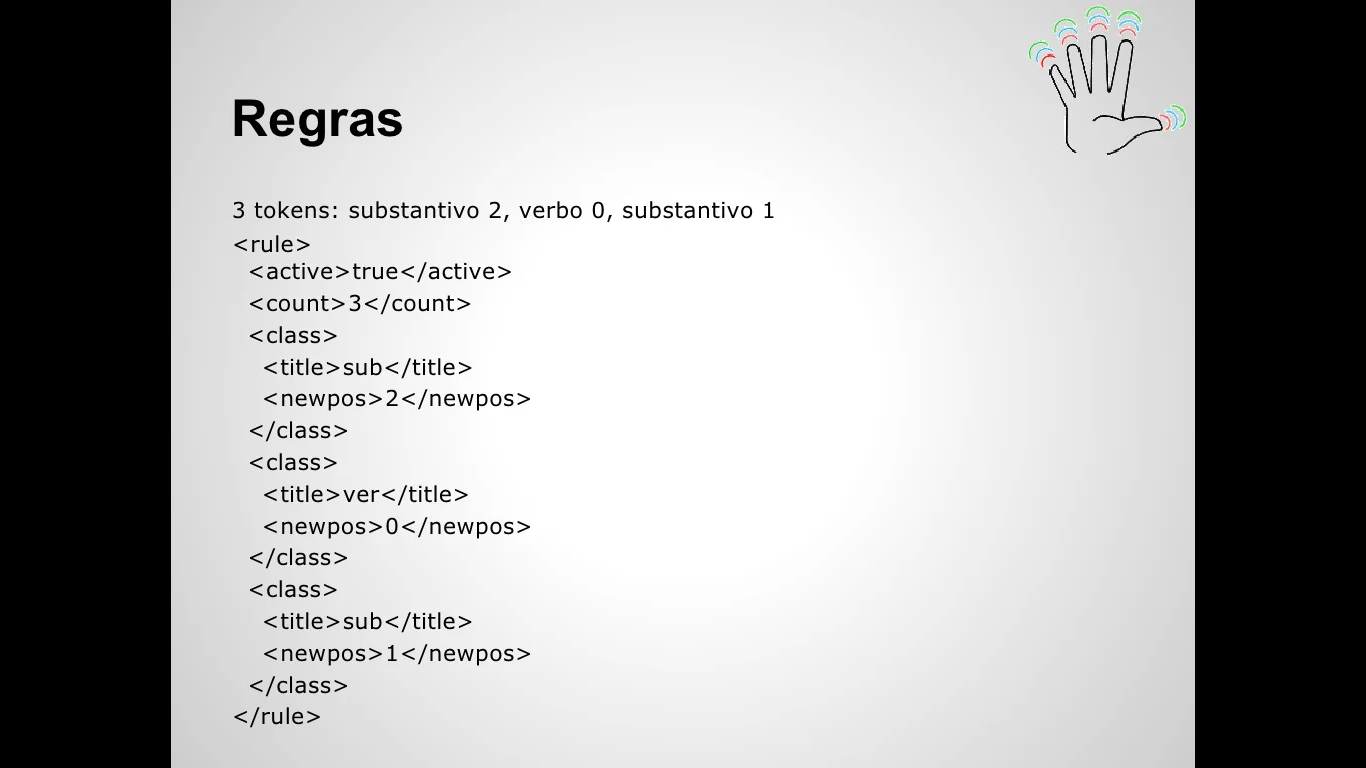 Regras
3 tokens: substantivo 2, verbo 0, substantivo 1
<rule>
<active>true</active>
<count>3</count>
<class>
<title>sub</title>
<newpos>2</newpos>
</class>
<class>
<title>ver</title>
<newpos>0</newpos>
</class>
<class>
<title>sub</title>
<newpos>1</newpos>
</class>
</rule>